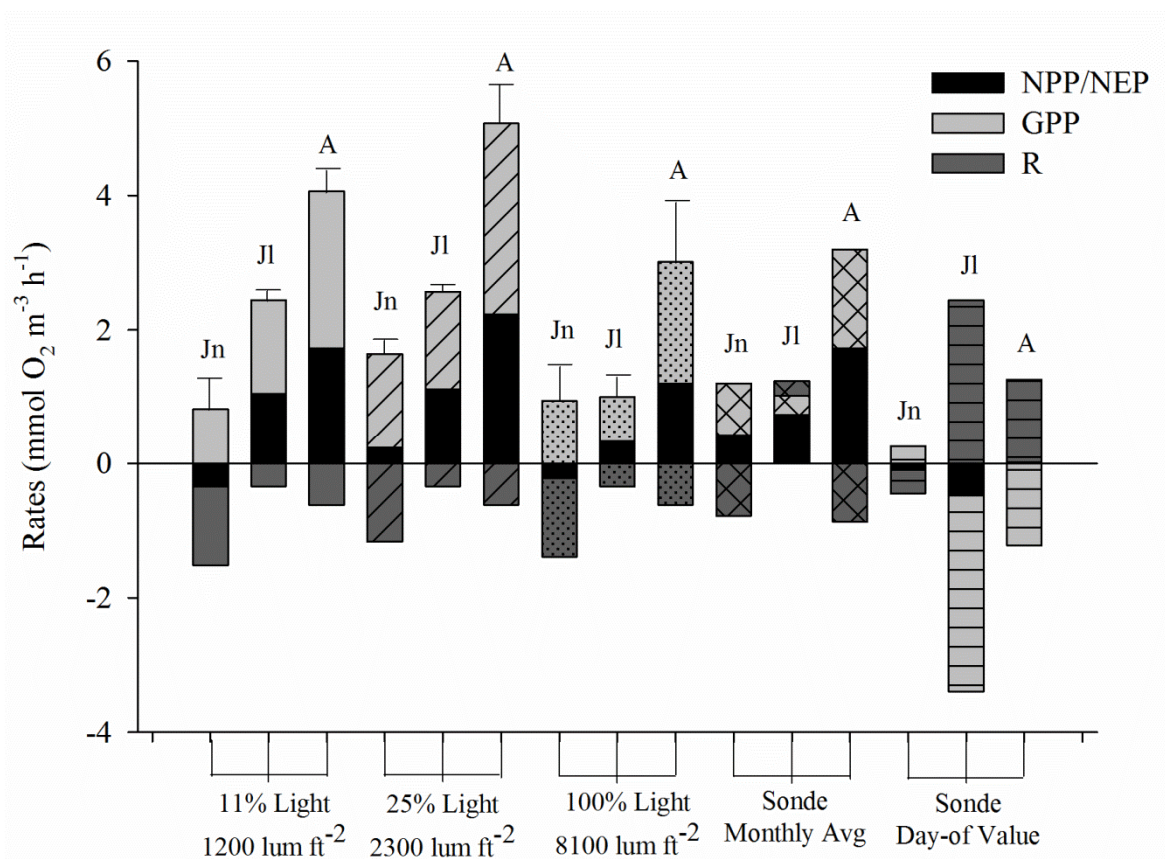 6
4
2
0
-2
-4
Rates (mmol O2 m-3 h-1)
NPP/NEP
GPP
R
Jn
Jl
A
Jn
Jl
A
Jn
Jl
A
Jn
Jl
A
Jn
Jl
A
11% Light
1200 lum ft-2
25% Light
2300 lum ft-2
100% Light
8100 lum ft-2
Sonde
Monthly Avg
Sonde
Day-of Value